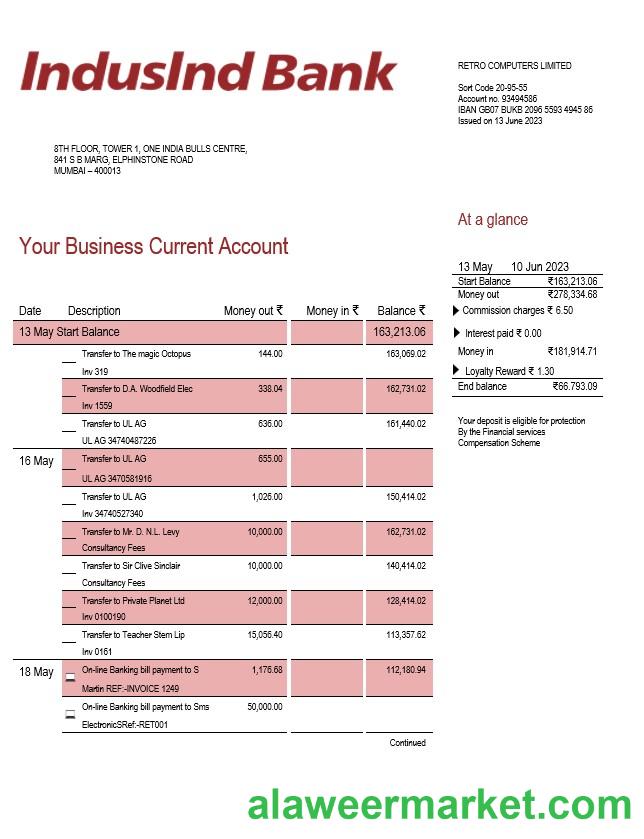 IndusInd Bank
RETRO COMPUTERS LIMITED
Sort Code 20-95-55
Account no. 93494586
IBAN GB07 BUKB 2096 5593 4945 86
Issued on 13 June 2023
8TH FLOOR, TOWER 1, ONE INDIA BULLS CENTRE,
841 S B MARG, ELPHINSTONE ROAD
MUMBAI – 400013
At a glance
Your Business Current Account
13 May 10 Jun 2023
Start Balance ₹163,213.06
Money out ₹278,334.68
Commission charges ₹ 6.50
Interest paid ₹ 0.00
Money in ₹181,914.71
Loyalty Reward ₹ 1.30
End balance ₹66.793.09
Your deposit is eligible for protection
By the Financial services
Compensation Scheme
Date Description Money out ₹ Money in ₹ Balance ₹
13 May Start Balance 163,213.06
Transfer to The magic Octopus 144.00 163,069.02
Inv 319
Transfer to D.A. Woodfield Elec 338.04 162,731.02
Inv 1559
Transfer to UL AG 636.00 161,440.02
UL AG 34740487226
16 May Transfer to UL AG 655.00
UL AG 3470581916
Transfer to UL AG 1,026.00 150,414.02
Inv 34740527340
Transfer to Mr. D. N.L. Levy 10,000.00 162,731.02
Consultancy Fees
Transfer to Sir Clive Sinclair 10,000.00 140,414.02
Consultancy Fees
Transfer to Private Planet Ltd 12,000.00 128,414.02
Inv 0100190
Transfer to Teacher Stem Lip 15,056.40 113,357.62
Inv 0161
18 May On-line Banking bill payment to S 1,176.68 112,180.94
Martin REF:-INVOICE 1249
On-line Banking bill payment to Sms 50,000.00
ElectronicSRef:-RET001
Continued
alaweermarket.com